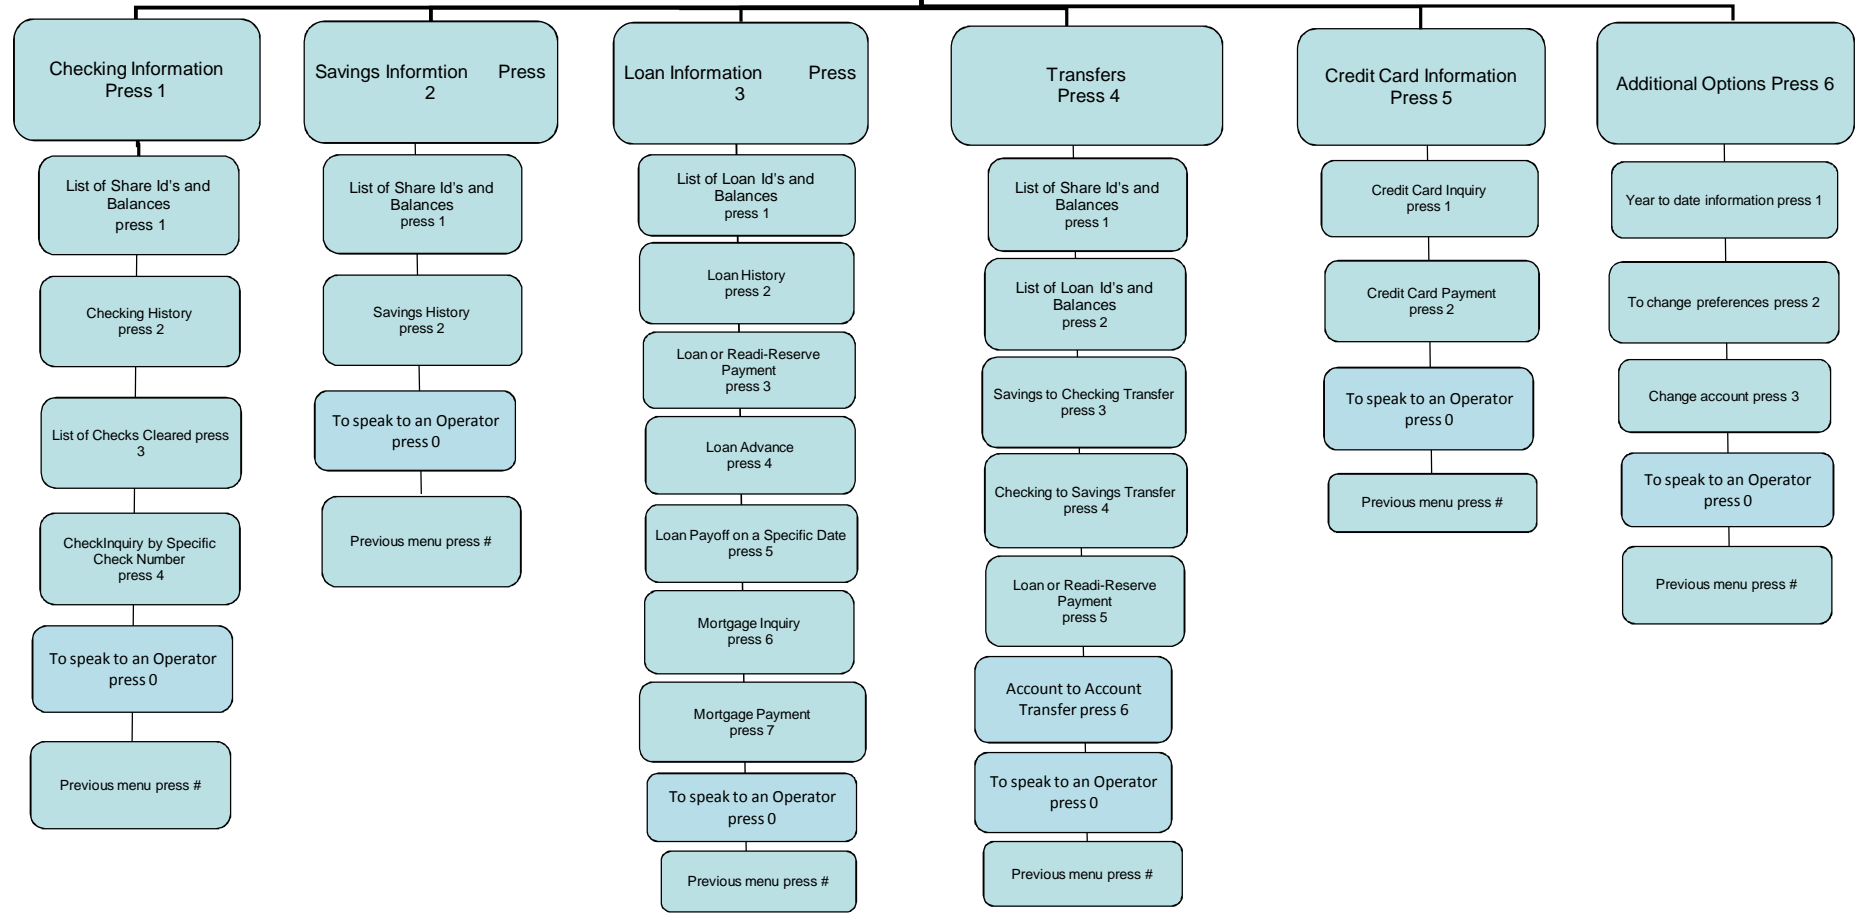 Checking Information
Press 1
List of Share Id's and
Balances
press 1
Checking History
press 2
List of Checks Cleared press
3
CheckInquiry by Specific
Check Number
press 4
To speak to an Operator
press 0
Previous menu press #
Savings Informtion Press
2
List of Share Id's and
Balances
press 1
Savings History
press 2
To speak to an Operator
press 0
Previous menu press #
Loan Information Press
3
List of Loan Id's and
Balances
press 1
Loan History
press 2
Loan or Readi-Reserve
Payment
press 3
Loan Advance
press 4
Loan Payoff on a Specific Date
press 5
Mortgage Inquiry
press 6
Mortgage Payment
press 7
To speak to an Operator
press 0
Previous menu press #
Transfers
Press 4
List of Share Id's and
Balances
press 1
List of Loan Id's and
Balances
press 2
Savings to Checking Transfer
press 3
Checking to Savings Transfer
press 4
Loan or Readi-Reserve
Payment
press 5
Account to Account
Transfer press 6
To speak to an Operator
press 0
Previous menu press #
Credit Card Information
Press 5
Credit Card Inquiry
press 1
Credit Card Payment
press 2
To speak to an Operator
press 0
Previous menu press #
Additional Options Press 6
Year to date information press 1
To change preferences press 2
Change account press 3
To speak to an Operator
press 0
Previous menu press #